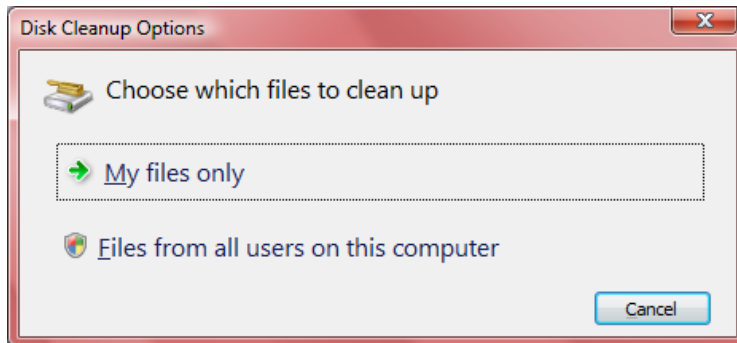 Disk Cleanup Options
Choose which files to clean up
My files only
Files from all users on this computer
Cancel